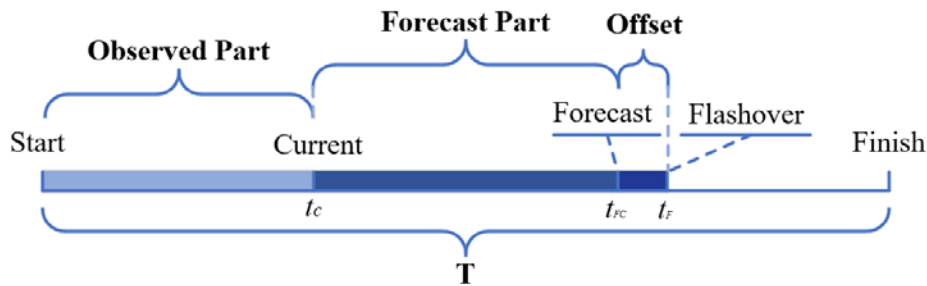 Forecast Part
Offset
Observed Part
Forecast
Flashover
Start
Current
Finish
tC
tFC
tF
T